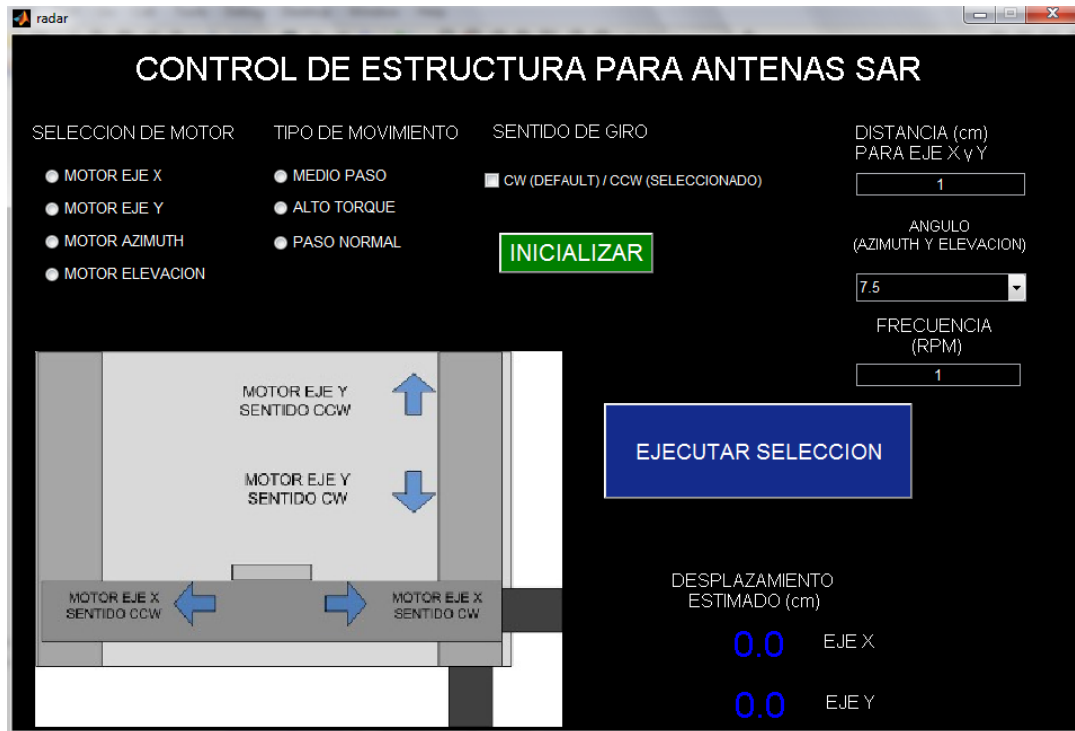 radar
CONTROL DE ESTRUCTURA PARA ANTENAS SAR
SELECCION DE MOTOR
MOTOR EJE X
MOTOR EJE Y
MOTOR AZIMUTH
MOTOR ELEVACION
TIPO DE MOVIMIENTO
MEDIO PASO
ALTO TORQUE
PASO NORMAL
SENTIDO DE GIRO
CW (DEFAULT) / CCW (SELECCIONADO)
INICIALIZAR
DISTANCIA (cm)
PARA EJE X y Y
1
ANGULO
(AZIMUTH Y ELEVACION)
7.5
FRECUENCIA
(RPM)
1
MOTOR EJE Y
SENTIDO CCW
MOTOR EJE Y
SENTIDO CW
MOTOR EJE X
SENTIDO CCW
MOTOR EJE X
SENTIDO CW
EJECUTAR SELECCION
DESPLAZAMIENTO
ESTIMADO (cm)
0.0 EJE X
0.0 EJE Y